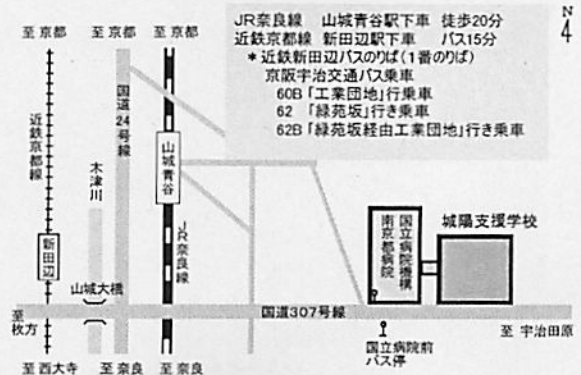 JR奈良線 山城青谷駅下車 徒歩20分
近鉄京都線 新田辺駅下車 バス15分
*近鉄新田辺バスのりば(1番のりば)
京阪宇治交通バス乗車
60B「工業団地」行乗車
62 「緑苑坂」行き乗車
62B「緑苑坂経由工業団地」行き乗車
N
至 京都
至 京都
至 京都
近鉄京都線
新田辺
木津川
山城大橋
国道24号線
山城青谷
JR奈良線
国立病院機構
南京都病院
城陽支援学校
国道307号線
至 枚方
至 宇治田原
国立病院前
バス停
至 西大寺
至 奈良
至 奈良